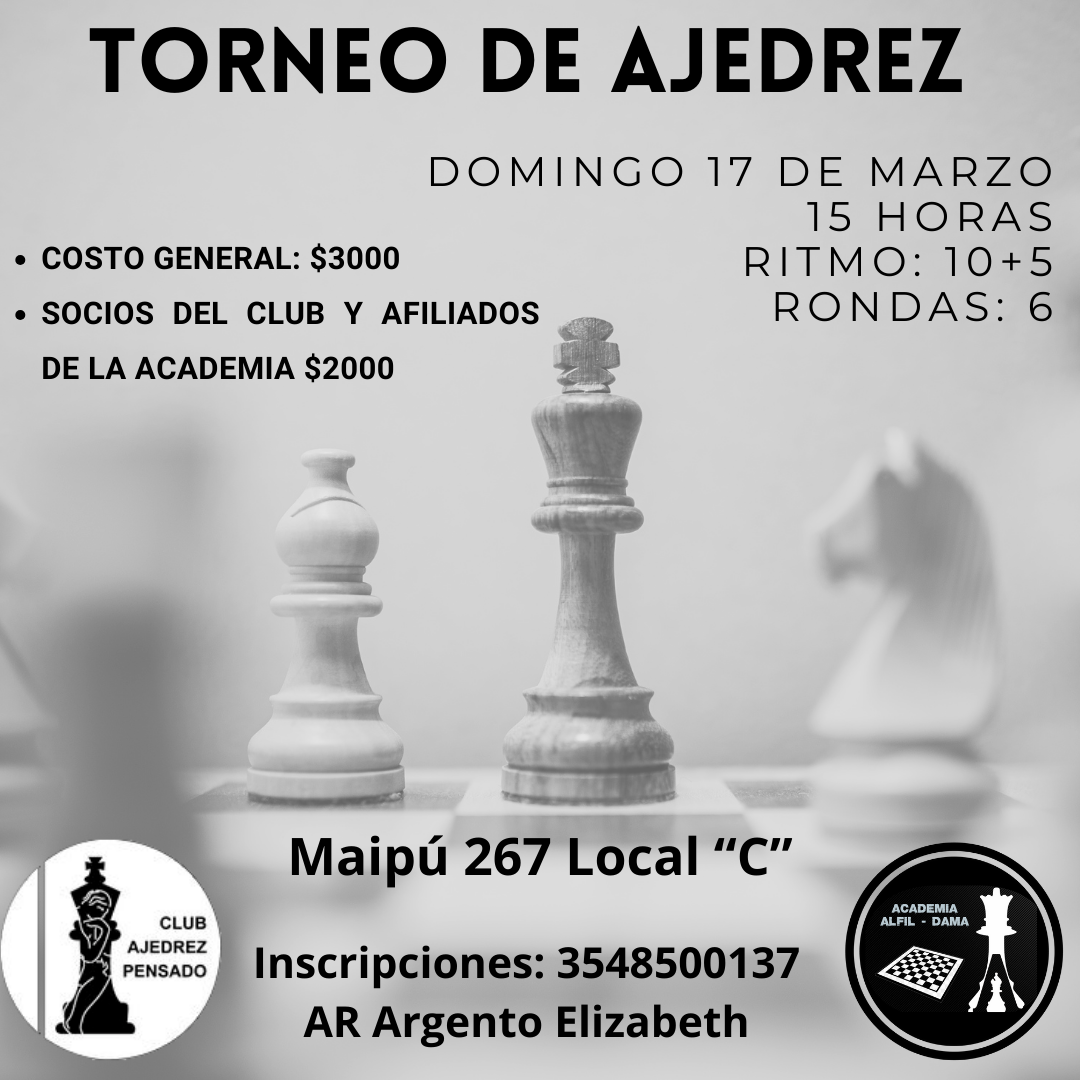 TORNEO DE AJEDREZ
DOMINGO 17 DE MARZO
15 HORAS
RITMO: 10+5
RONDAS: 6
• COSTO GENERAL: $3000
• SOCIOS DEL CLUB Y AFILIADOS
DE LA ACADEMIA $2000
Maipú 267 Local “C”
Inscripciones: 3548500137
AR Argento Elizabeth
CLUB
AJEDREZ
PENSADO
ACADEMIA
ALFIL - DAMA